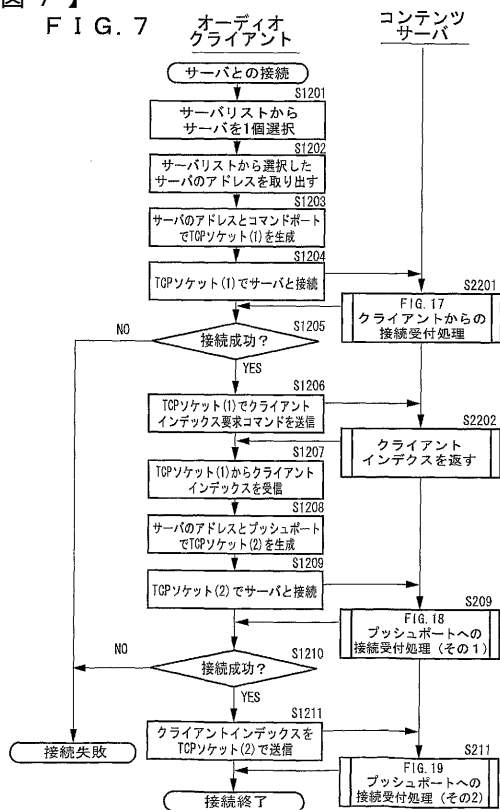 図 7 】
FIG. 7
オーディオ
クライアント
コンテンツ
サーバ
サーバとの接続
S1201
サーバリストから
サーバを1個選択
S1202
サーバリストから選択した
サーバのアドレスを取り出す
S1203
サーバのアドレスとコマンドポート
でTCPソケット(1)を生成
S1204
TCPソケット(1)でサーバと接続
S2201
FIG.17
クライアントからの
接続受付処理
S1205
接続成功?
NO
YES
S1206
TCPソケット(1)でクライアント
インデックス要求コマンドを送信
S2202
クライアント
インデクスを返す
S1207
TCPソケット(1)からクライアント
インデックスを受信
S1208
サーバのアドレスとプッシュポート
でTCPソケット(2)を生成
S1209
TCPソケット(2)でサーバと接続
S209
FIG.18
プッシュポートへの
接続受付処理(その1)
S1210
接続成功?
NO
YES
S1211
クライアントインデックスを
TCPソケット(2)で送信
S211
FIG.19
プッシュポートへの
接続受付処理(その2)
接続失敗
接続終了